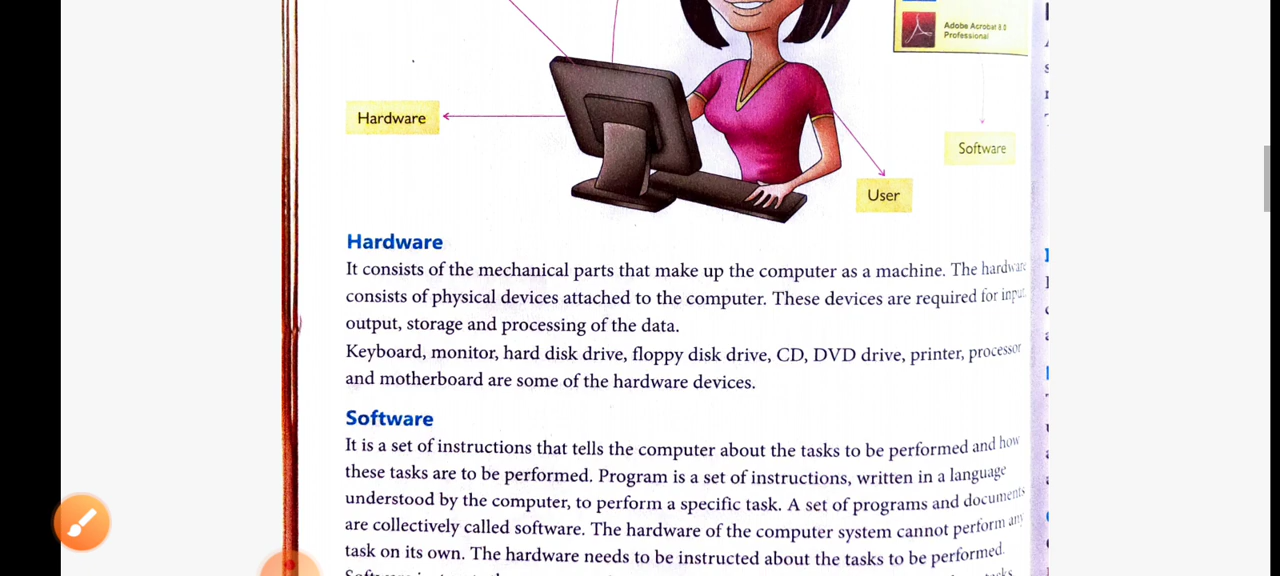 Adobe Acrobat 8.0
Professional
Hardware
Software
User
Hardware
It consists of the mechanical parts that make up the computer as a machine. The hardware
consists of physical devices attached to the computer. These devices are required for input,
output, storage and processing of the data.
Keyboard, monitor, hard disk drive, floppy disk drive, CD, DVD drive, printer, processor
and motherboard are some of the hardware devices.
Software
It is a set of instructions that tells the computer about the tasks to be performed and how
these tasks are to be performed. Program is a set of instructions, written in a language
understood by the computer, to perform a specific task. A set of programs and documents
are collectively called software. The hardware of the computer system cannot perform any
task on its own. The hardware needs to be instructed about the tasks to be performed.